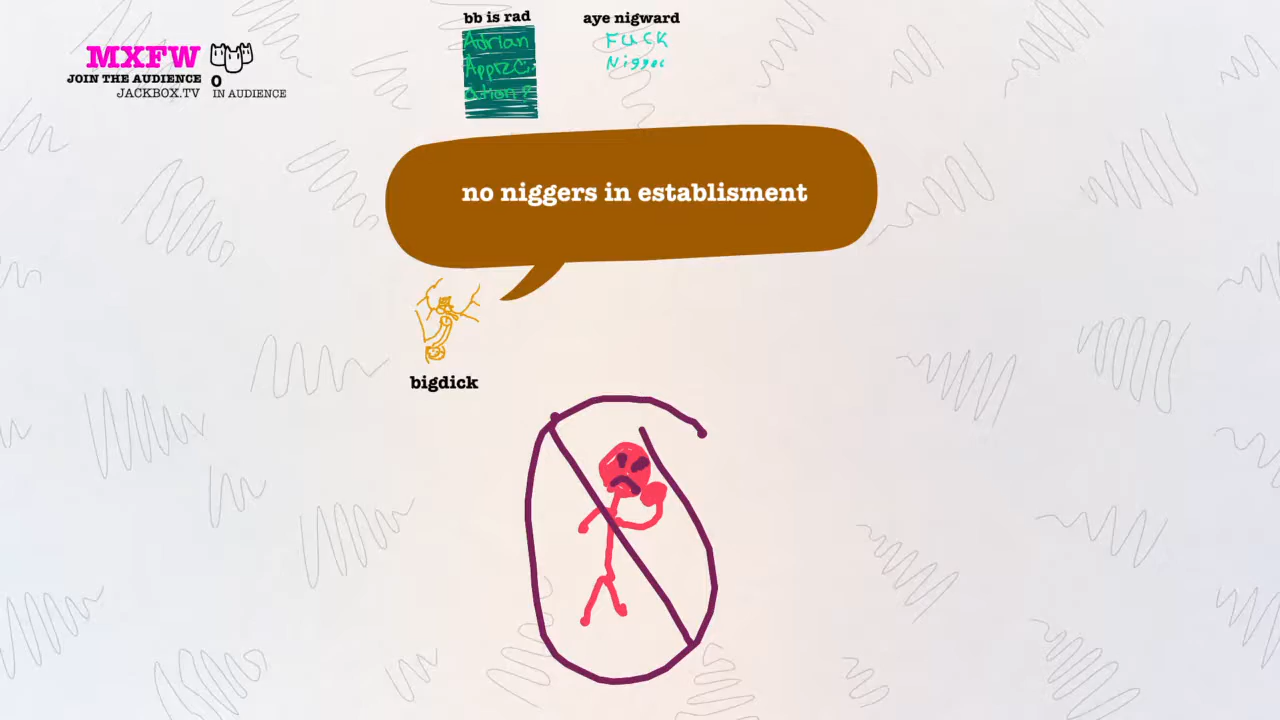 bb is rad
aye nigward
Adrian
Fuck
Nigger
MXFW
JOIN THE AUDIENCE
JACKBOX.TV
0
IN AUDIENCE
no niggers in establisment
bigdick